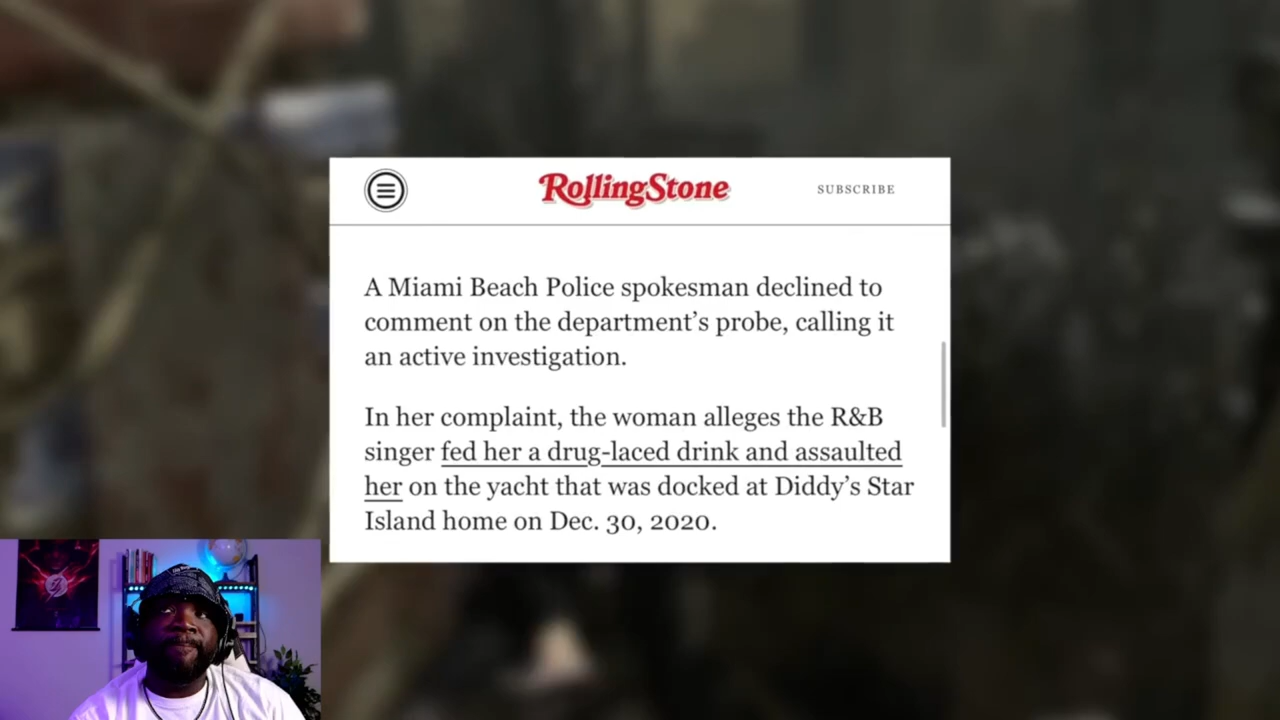 RollingStone
SUBSCRIBE
A Miami Beach Police spokesman declined to
comment on the department’s probe, calling it
an active investigation.
In her complaint, the woman alleges the R&B
singer fed her a drug-laced drink and assaulted
her on the yacht that was docked at Diddy’s Star
Island home on Dec. 30, 2020.